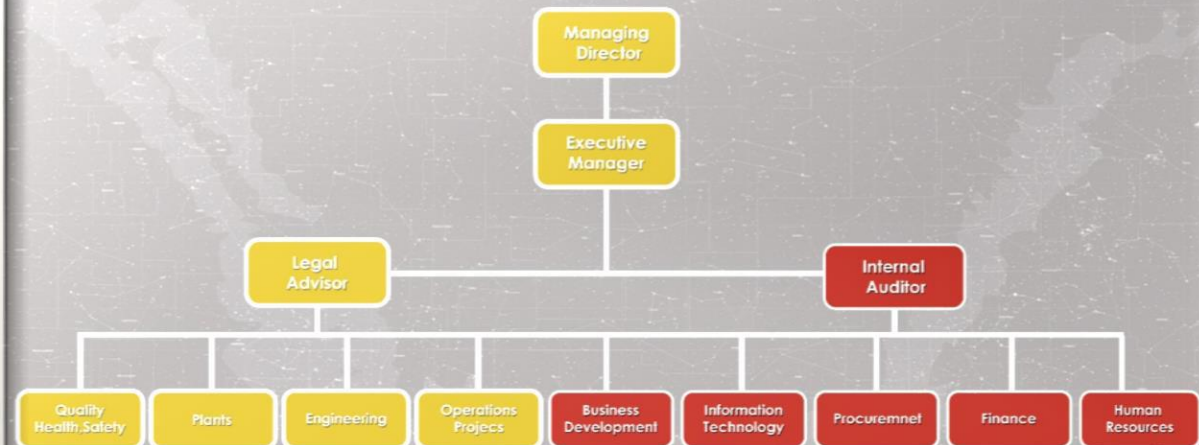 Managing
Director
Executive
Manager
Legal
Advisor
Internal
Auditor
Quality
Health,Safety
Plants
Engineering
Operations
Projecs
Business
Development
Information
Technology
Procuremnet
Finance
Human
Resources